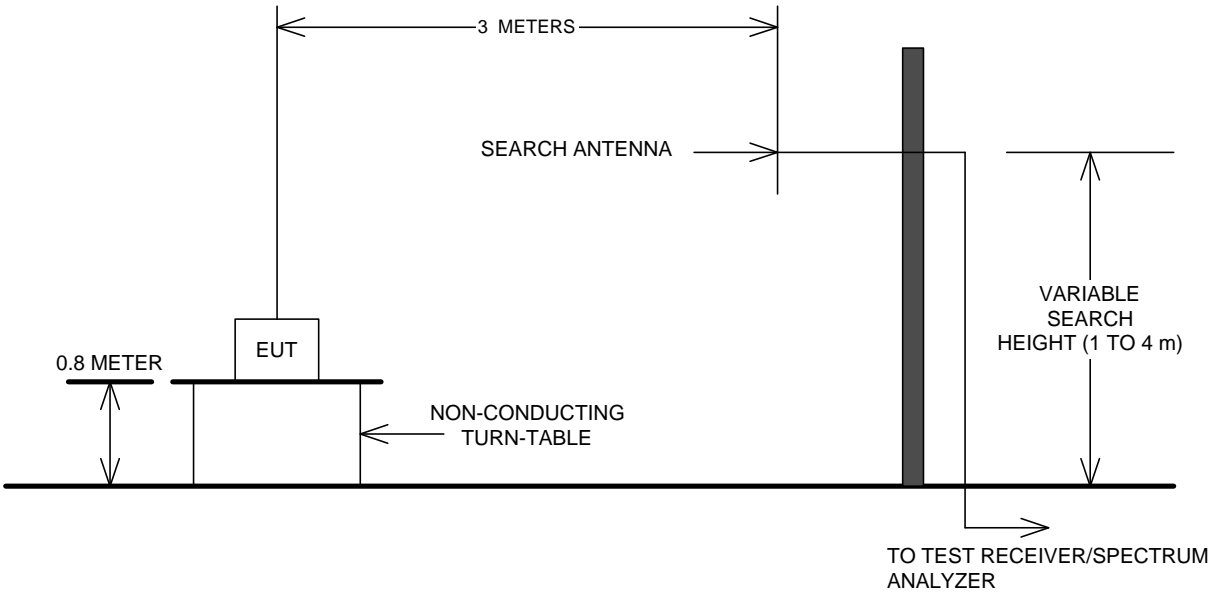 3 METERS
SEARCH ANTENNA
VARIABLE
SEARCH
HEIGHT (1 TO 4 m)
EUT
0.8 METER
NON-CONDUCTING
TURN-TABLE
TO TEST RECEIVER/SPECTRUM
ANALYZER